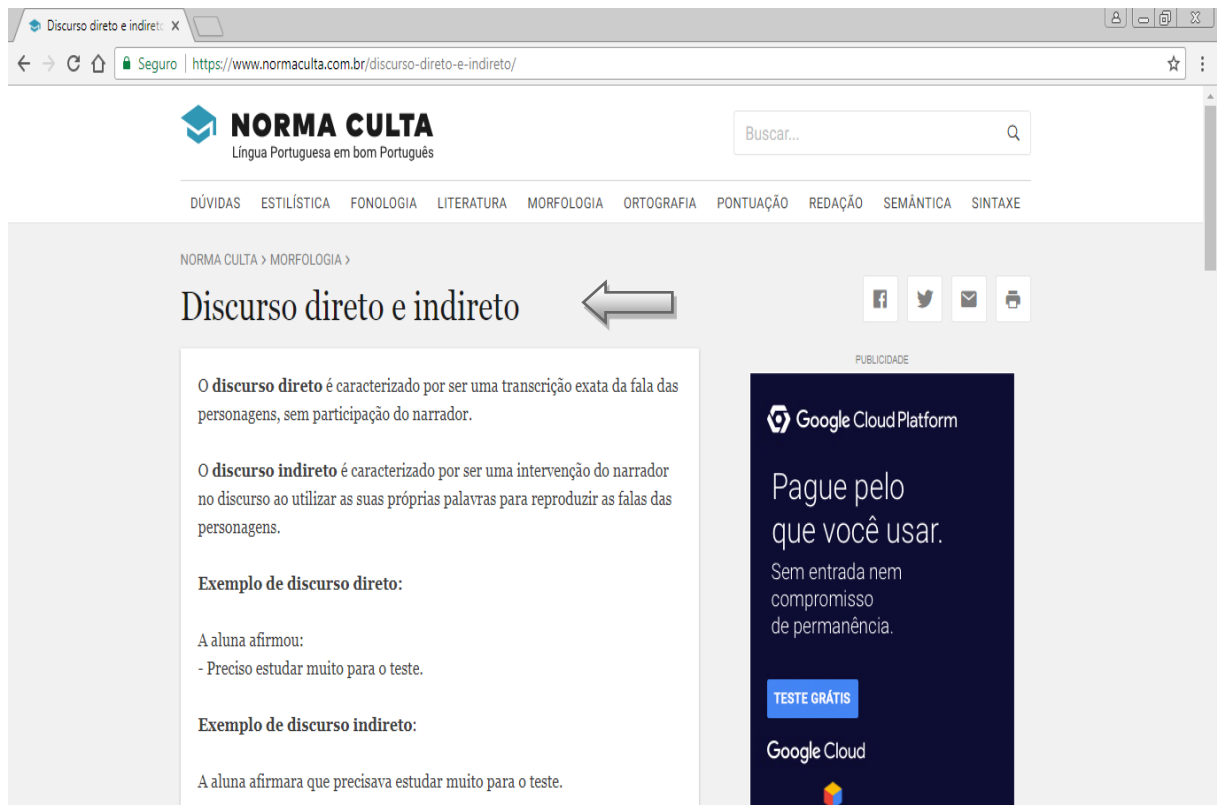 Discurso direto e indireto
Seguro | https://www.normaculta.com.br/discurso-direto-e-indireto/
NORMA CULTA
Língua Portuguesa em bom Português
Buscar...
DÚVIDAS ESTILÍSTICA FONOLOGIA LITERATURA MORFOLOGIA ORTOGRAFIA PONTUAÇÃO REDAÇÃO SEMÂNTICA SINTAXE
NORMA CULTA > MORFOLOGIA >
Discurso direto e indireto
O discurso direto é caracterizado por ser uma transcrição exata da fala das
personagens, sem participação do narrador.
O discurso indireto é caracterizado por ser uma intervenção do narrador
no discurso ao utilizar as suas próprias palavras para reproduzir as falas das
personagens.
Exemplo de discurso direto:
A aluna afirmou:
- Preciso estudar muito para o teste.
Exemplo de discurso indireto:
A aluna afirmara que precisava estudar muito para o teste.
PUBLICIDADE
Google Cloud Platform
Pague pelo
que você usar.
Sem entrada nem
compromisso
de permanência.
TESTE GRÁTIS
Google Cloud